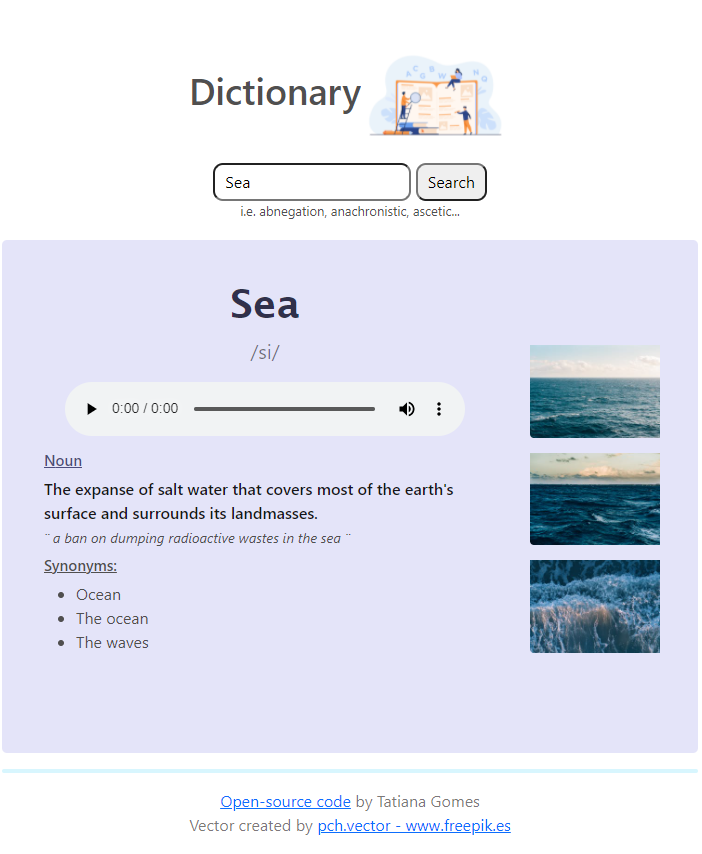 Dictionary
Sea
Search
i.e. abnegation, anachronistic, ascetic...
Sea
/si/
0:00 / 0:00
Noun
The expanse of salt water that covers most of the earth's
surface and surrounds its landmasses.
¨ a ban on dumping radioactive wastes in the sea ¨
Synonyms:
Ocean
The ocean
The waves
Open-source code by Tatiana Gomes
Vector created by pch.vector - www.freepik.es